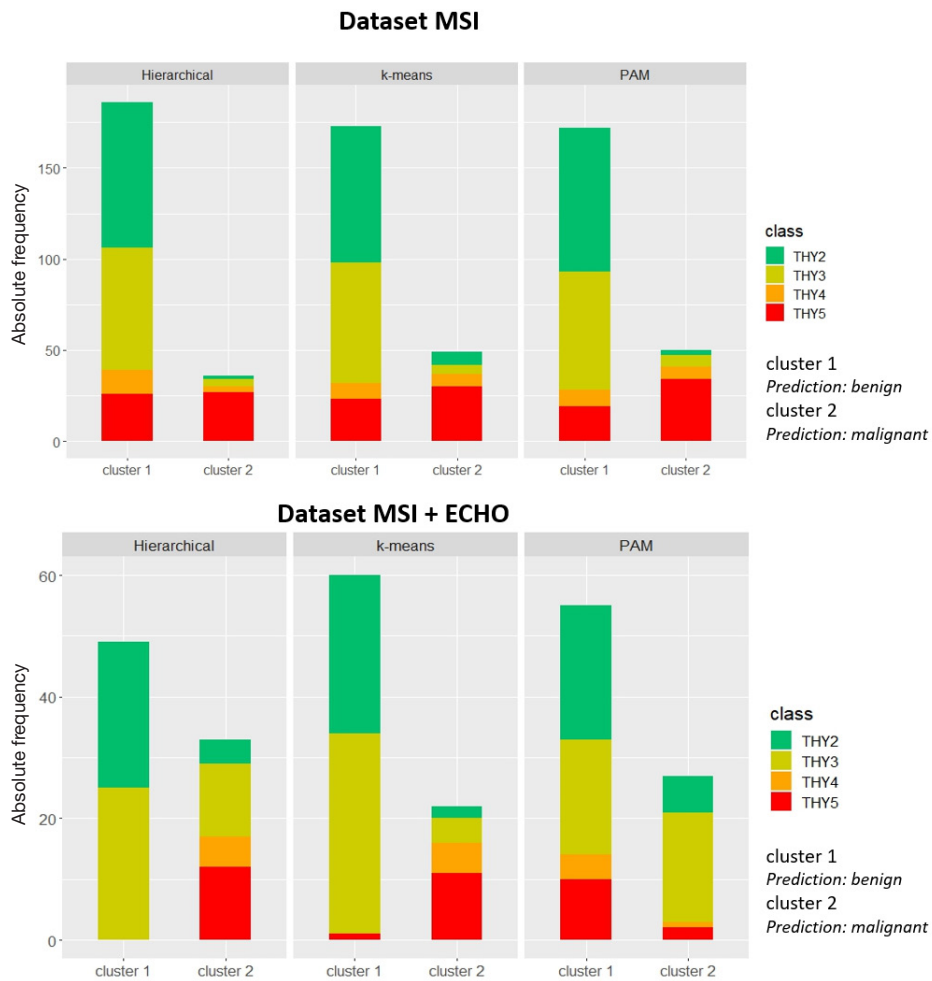 Dataset MSI
Hierarchical k-means PAM
Absolute frequency
150
100
50
0
cluster 1 cluster 2 cluster 1 cluster 2 cluster 1 cluster 2
class
THY2
THY3
THY4
THY5
cluster 1
Prediction: benign
cluster 2
Prediction: malignant
Dataset MSI + ECHO
Hierarchical k-means PAM
Absolute frequency
60
40
20
0
cluster 1 cluster 2 cluster 1 cluster 2 cluster 1 cluster 2
class
THY2
THY3
THY4
THY5
cluster 1
Prediction: benign
cluster 2
Prediction: malignant